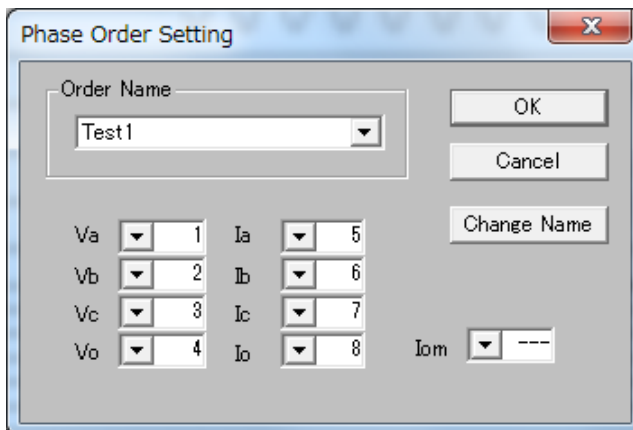 Phase Order Setting
Order Name
Test1
OK
Cancel
Change Name
Va 1 Ia 5
Vb 2 Ib 6
Vc 3 Ic 7
Vo 4 Io 8 Iom ---